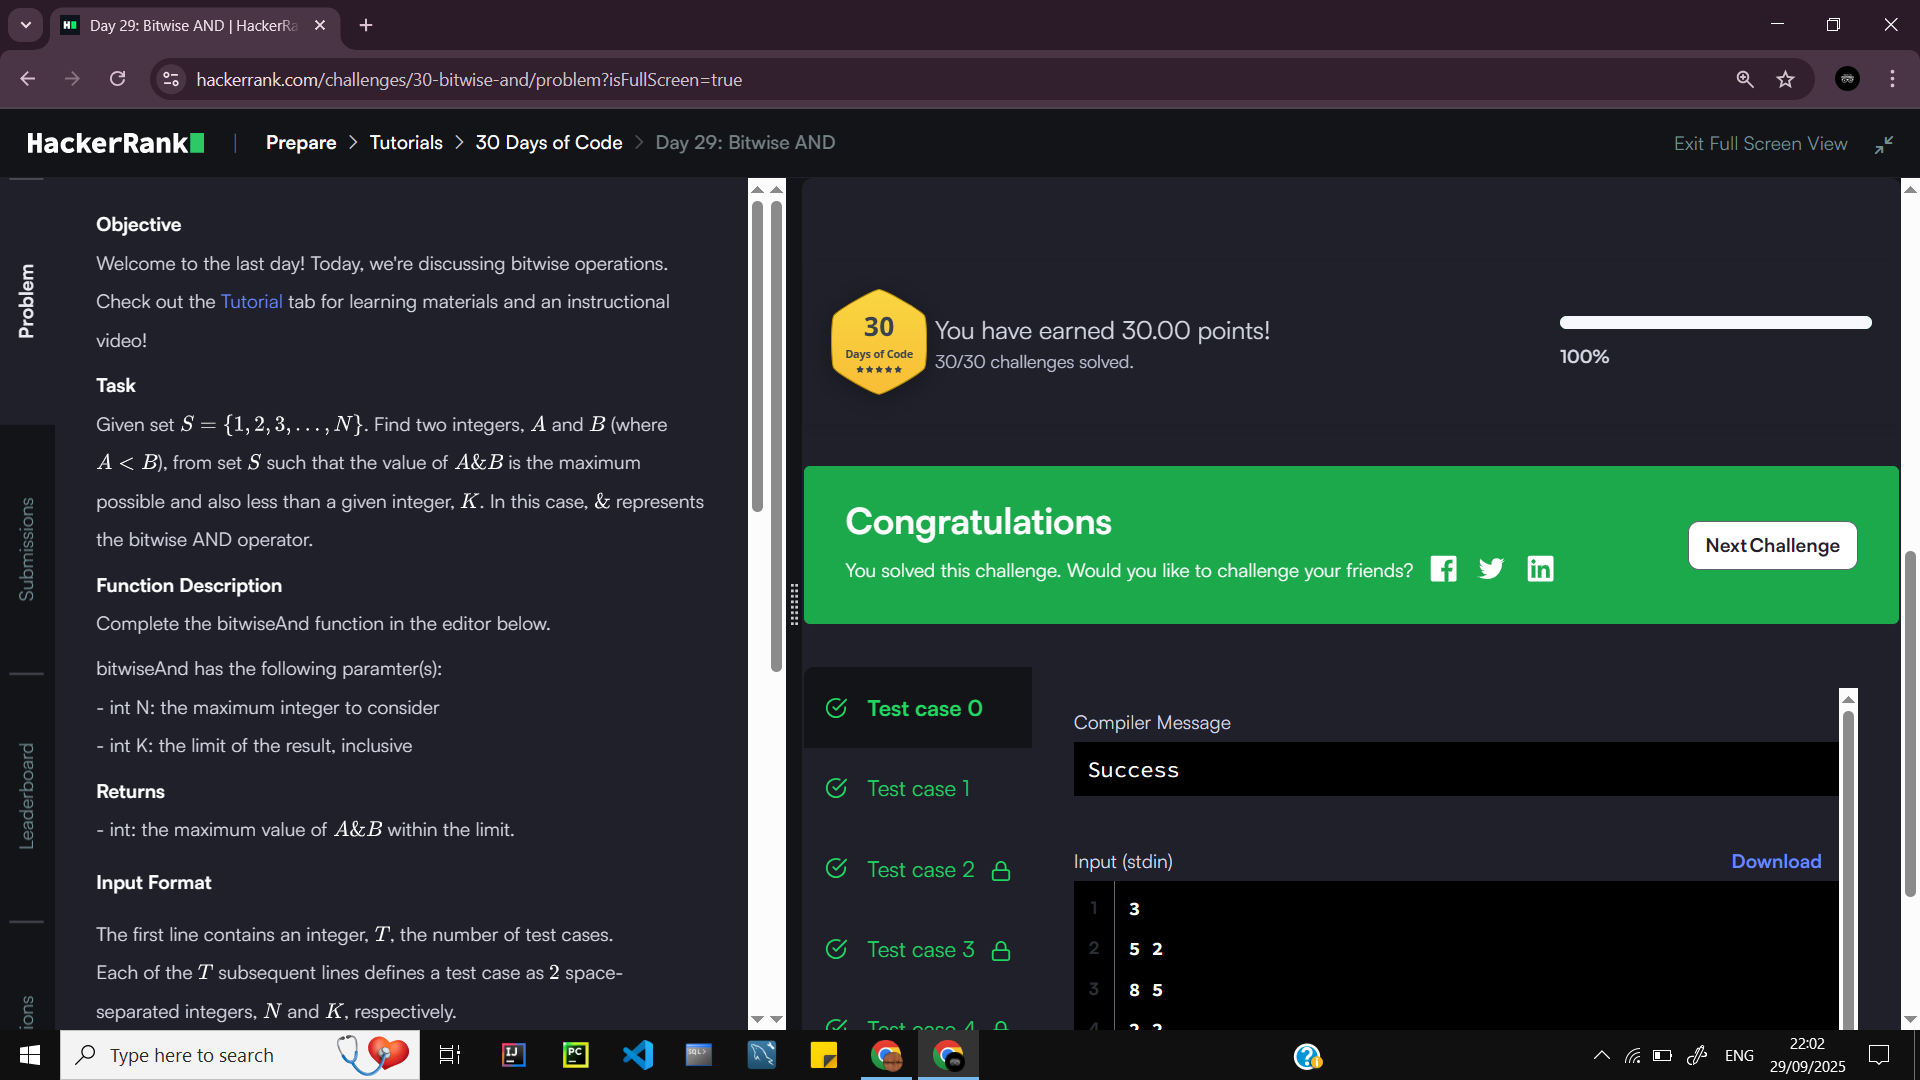 Day 29: Bitwise AND | HackerRa
hackerrank.com/challenges/30-bitwise-and/problem?isFullScreen=true
HackerRank
Prepare > Tutorials > 30 Days of Code > Day 29: Bitwise AND
Exit Full Screen View
Problem
Submissions
Leaderboard
Objective
Welcome to the last day! Today, we're discussing bitwise operations.
Check out the Tutorial tab for learning materials and an instructional
video!
Task
Given set S = {1, 2, 3, . . . , N}. Find two integers, A and B (where
A < B), from set S such that the value of A&B is the maximum
possible and also less than a given integer, K. In this case, & represents
the bitwise AND operator.
Function Description
Complete the bitwiseAnd function in the editor below.
bitwiseAnd has the following paramter(s):
- int N: the maximum integer to consider
- int K: the limit of the result, inclusive
Returns
- int: the maximum value of A&B within the limit.
Input Format
The first line contains an integer, T, the number of test cases.
Each of the T subsequent lines defines a test case as 2 space-
separated integers, N and K, respectively.
30
Days of Code
You have earned 30.00 points!
30/30 challenges solved.
100%
Congratulations
You solved this challenge. Would you like to challenge your friends?
Next Challenge
Test case 0
Test case 1
Test case 2
Test case 3
Test case 4
Compiler Message
Success
Input (stdin)
Download
1 3
2 5 2
3 8 5
4 2 2
Type here to search
ENG
22:02
29/09/2025